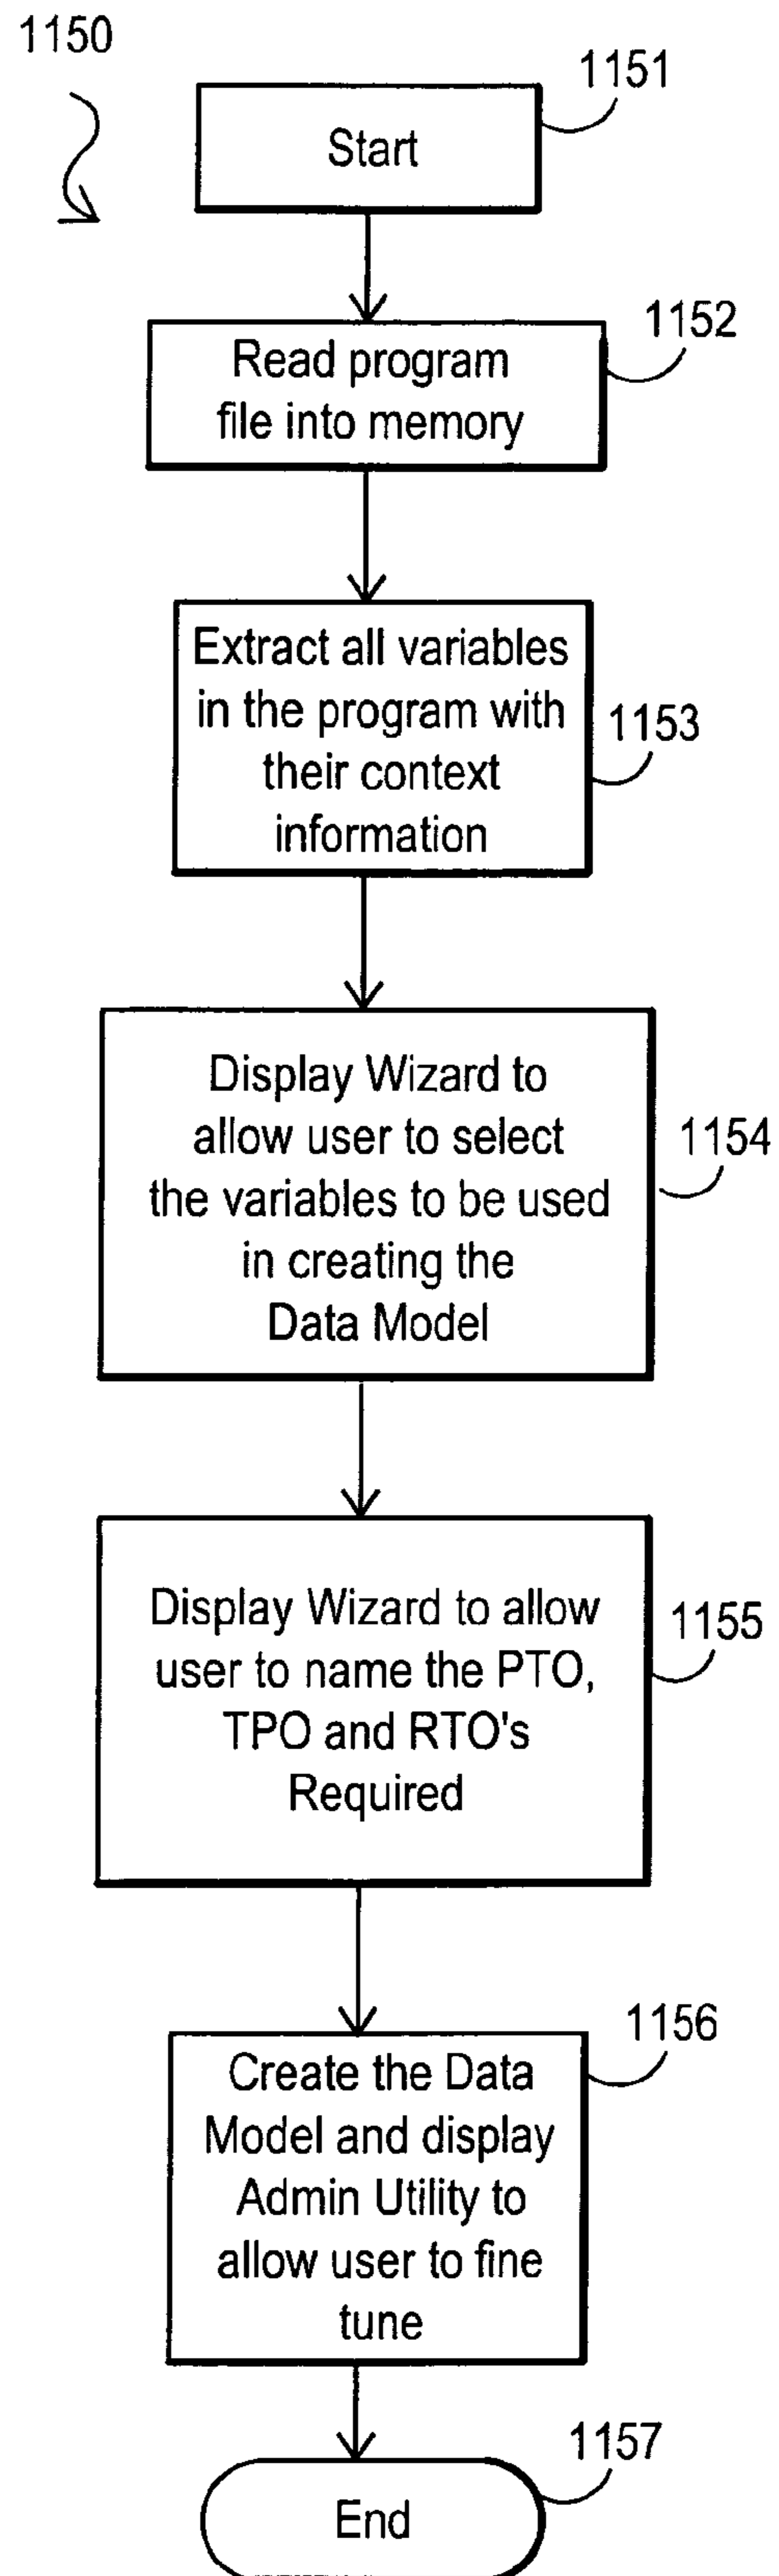 1150
1151
Start
1152
Read program
file into memory
Extract all variables
in the program with
their context
information
1153
Display Wizard to
allow user to select
the variables to be used
in creating the
Data Model
1154
Display Wizard to allow
user to name the PTO,
TPO and RTO's
Required
1155
1156
Create the Data
Model and display
Admin Utility to
allow user to fine
tune
1157
End